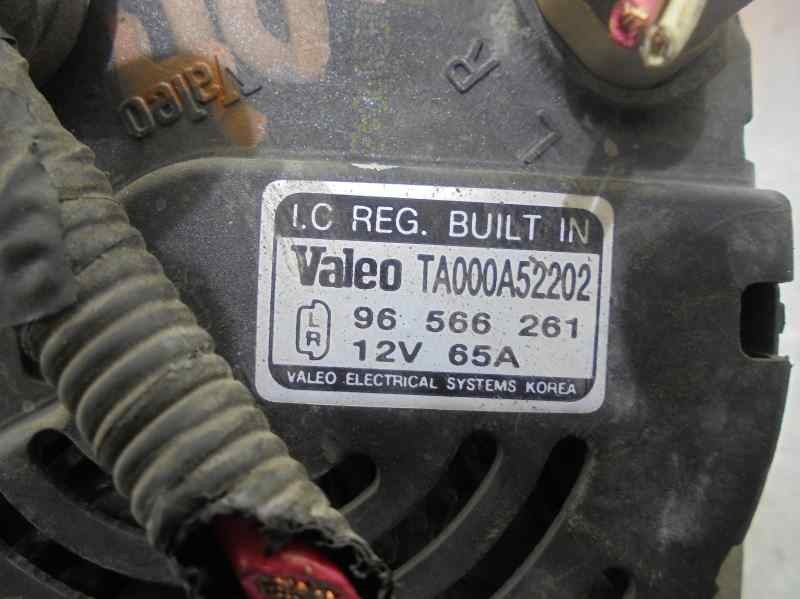 Valeo
L R
I.C REG. BUILT IN
Valeo TA000A52202
L
R
96 566 261
12V 65A
VALEO ELECTRICAL SYSTEMS KOREA